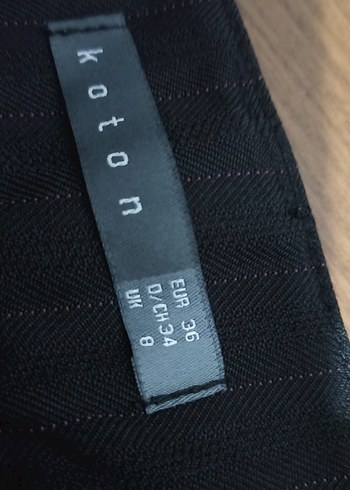 koton
EUR 36
D/CH 34
UK 8